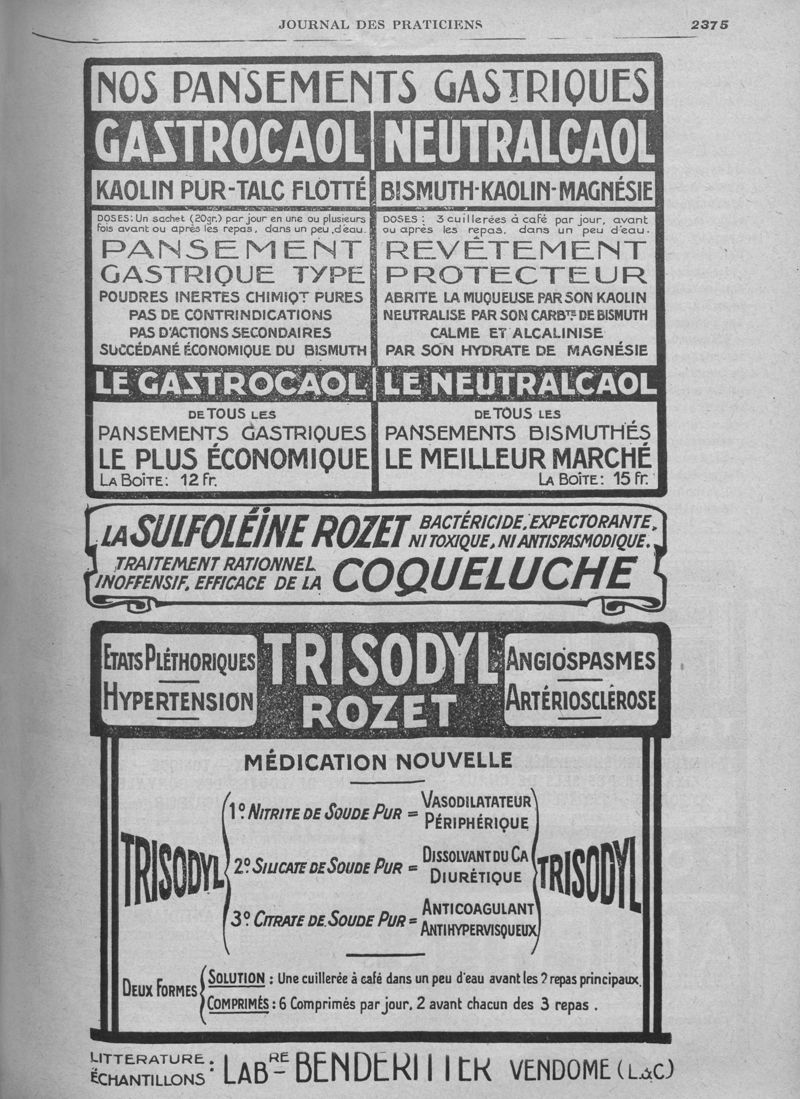 JOURNAL DES PRATICIENS
2375
NOS PANSEMENTS GASTRIQUES
GASTROCAOL
KAOLIN PUR-TALC FLOTTÉ
DOSES: Un sachet (20gr.) par jour en une ou plusieurs
fois avant ou après les repas, dans un peu d'eau.
PANSEMENT
GASTRIQUE TYPE
POUDRES INERTES CHIMIQT PURES
PAS DE CONTRINDICATIONS
PAS D'ACTIONS SECONDAIRES
SUCCÉDANÉ ÉCONOMIQUE DU BISMUTH
LE GASTROCAOL
DE TOUS LES
PANSEMENTS GASTRIQUES
LE PLUS ÉCONOMIQUE
LA BOÎTE: 12 Fr.
NEUTRALCAOL
BISMUTH-KAOLIN-MAGNÉSIE
DOSES: 3 cuillerées à café par jour, avant
ou après les repas, dans un peu d'eau.
REVÊTEMENT
PROTECTEUR
ABRITE LA MUQUEUSE PAR SON KAOLIN
NEUTRALISE PAR SON CARBTE DE BISMUTH
CALME ET ALCALINISE
PAR SON HYDRATE DE MAGNÉSIE
LE NEUTRALCAOL
DE TOUS LES
PANSEMENTS BISMUTHÉS
LE MEILLEUR MARCHÉ
LA BOÎTE: 15 Fr.
LA SULFOLÉÏNE ROZET
BACTÉRICIDE, EXPECTORANTE,
NI TOXIQUE, NI ANTISPASMODIQUE.
TRAITEMENT RATIONNEL
INOFFENSIF, EFFICACE DE LA
COQUELUCHE
ETATS PLÉTHORIQUES
HYPERTENSION
TRISODYL
ROZET
ANGIOSPASMES
ARTÉRIOSCLÉROSE
MÉDICATION NOUVELLE
TRISODYL
1º. NITRITE DE SOUDE PUR = VASODILATATEUR
PÉRIPHÉRIQUE
2º. SILICATE DE SOUDE PUR = DISSOLVANT DU CA
DIURÉTIQUE
3º. CITRATE DE SOUDE PUR = ANTICOAGULANT
ANTIHYPERVISQUEUX
TRISODYL
DEUX FORMES
SOLUTION : Une cuillerée à café dans un peu d'eau avant les 2 repas principaux.
COMPRIMÉS : 6 Comprimés par jour, 2 avant chacun des 3 repas.
LITTERATURE:
ÉCHANTILLONS:
LABRE VENDOME (L&C)